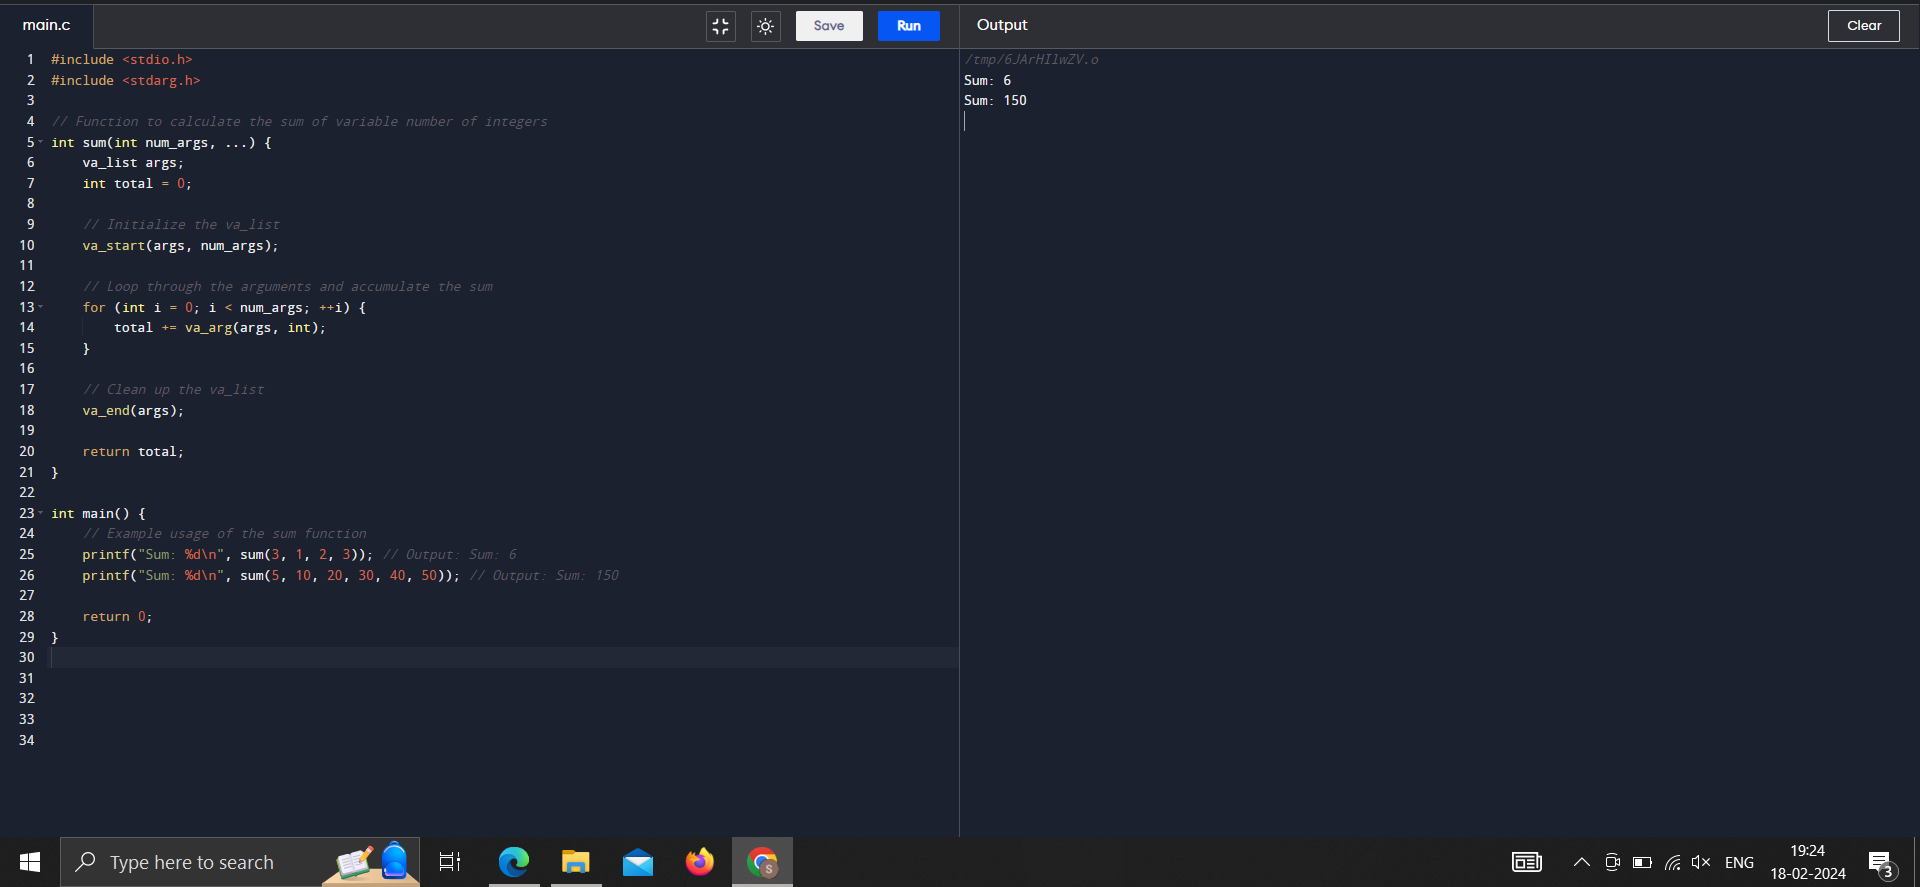 main.c
Save
Run
Output
Clear
1 #include <stdio.h>
2 #include <stdarg.h>
3
4 // Function to calculate the sum of variable number of integers
5 int sum(int num_args, ...) {
6     va_list args;
7     int total = 0;
8
9     // Initialize the va_list
10     va_start(args, num_args);
11
12     // Loop through the arguments and accumulate the sum
13     for (int i = 0; i < num_args; ++i) {
14         total += va_arg(args, int);
15     }
16
17     // Clean up the va_list
18     va_end(args);
19
20     return total;
21 }
22
23 int main() {
24     // Example usage of the sum function
25     printf("Sum: %d\n", sum(3, 1, 2, 3)); // Output: Sum: 6
26     printf("Sum: %d\n", sum(5, 10, 20, 30, 40, 50)); // Output: Sum: 150
27
28     return 0;
29 }
30
31
32
33
34
/tmp/6JArHIlwZV.o
Sum: 6
Sum: 150
Type here to search
S
ENG
19:24
18-02-2024
3